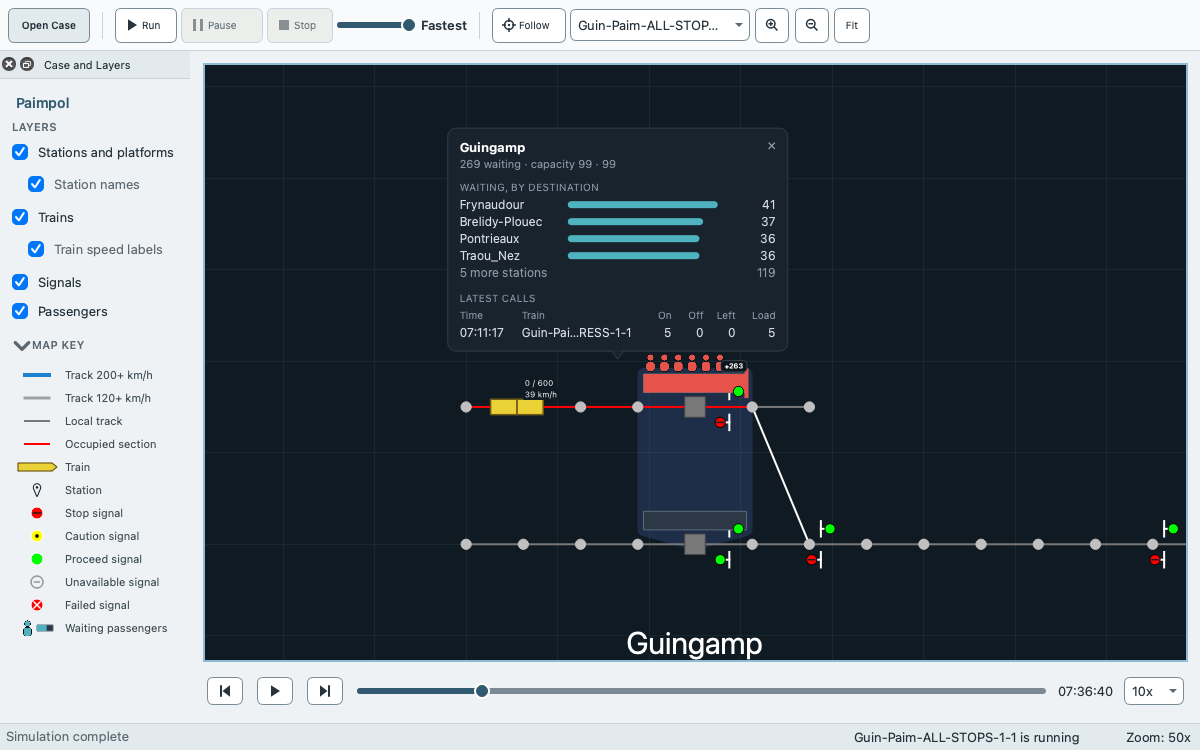 Open Case
Run
Pause
Stop
Fastest
Follow
Guin-Paim-ALL-STOP...
Fit
Case and Layers
Paimpol
LAYERS
Stations and platforms
Station names
Trains
Train speed labels
Signals
Passengers
MAP KEY
Track 200+ km/h
Track 120+ km/h
Local track
Occupied section
Train
Station
Stop signal
Caution signal
Proceed signal
Unavailable signal
Failed signal
Waiting passengers
Guingamp
269 waiting · capacity 99 · 99
WAITING, BY DESTINATION
Frynaudour 41
Brelidy-Plouec 37
Pontrieaux 36
Traou_Nez 36
5 more stations 119
LATEST CALLS
Time Train On Off Left Load
07:11:17 Guin-Pai...RESS-1-1 5 0 0 5
+263
0 / 600
39 km/h
Guingamp
07:36:40
10x
Simulation complete
Guin-Paim-ALL-STOPS-1-1 is running
Zoom: 50x